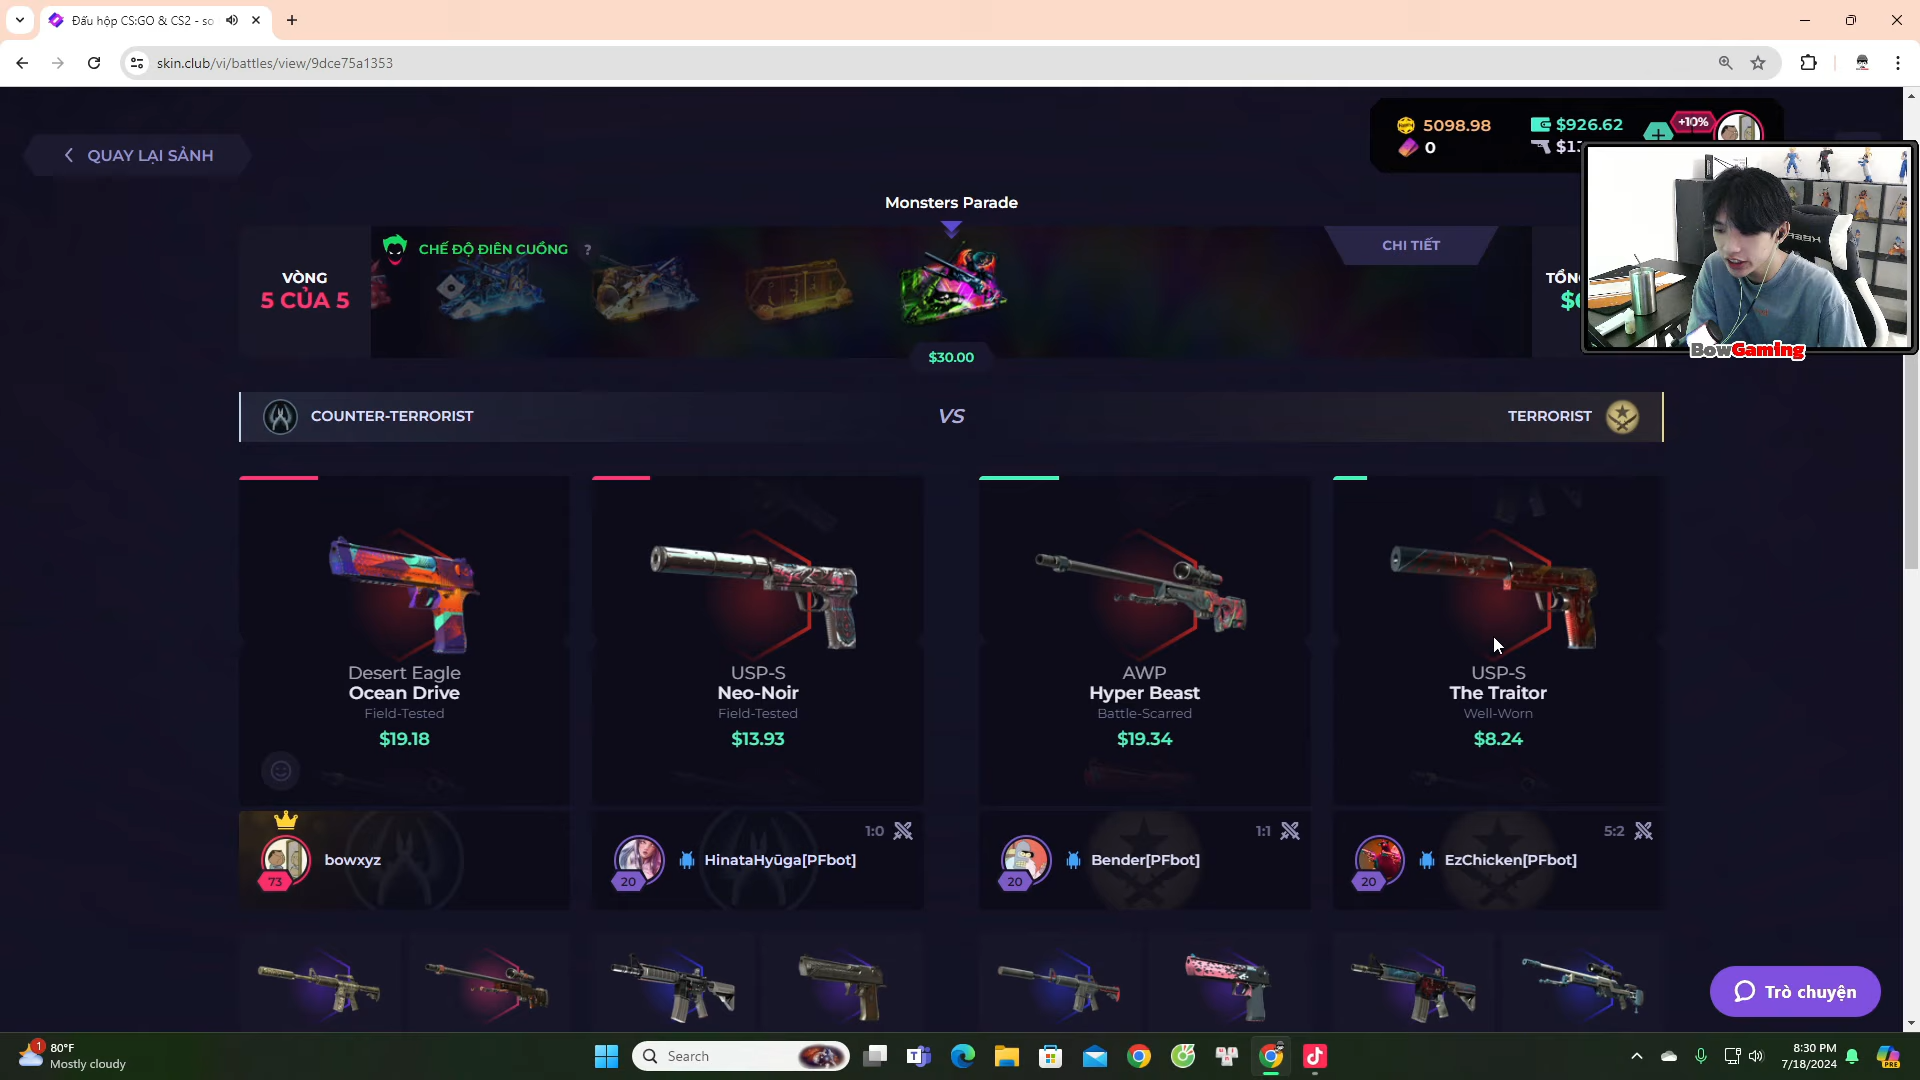 Đấu hộp CS:GO & CS2 - so
skin.club/vi/battles/view/9dce75a1353
5098.98
$926.62
+10%
0
QUAY LẠI SẢNH
Monsters Parade
CHẾ ĐỘ ĐIÊN CUỒNG ?
CHI TIẾT
VÒNG
5 CỦA 5
$30.00
BowGaming
COUNTER-TERRORIST
VS
TERRORIST
Desert Eagle
Ocean Drive
Field-Tested
$19.18
USP-S
Neo-Noir
Field-Tested
$13.93
AWP
Hyper Beast
Battle-Scarred
$19.34
USP-S
The Traitor
Well-Worn
$8.24
73
bowxyz
1:0
20
HinataHyūga[PFbot]
1:1
20
Bender[PFbot]
5:2
20
EzChicken[PFbot]
Trò chuyện
1
80°F
Mostly cloudy
Search
8:30 PM
7/18/2024